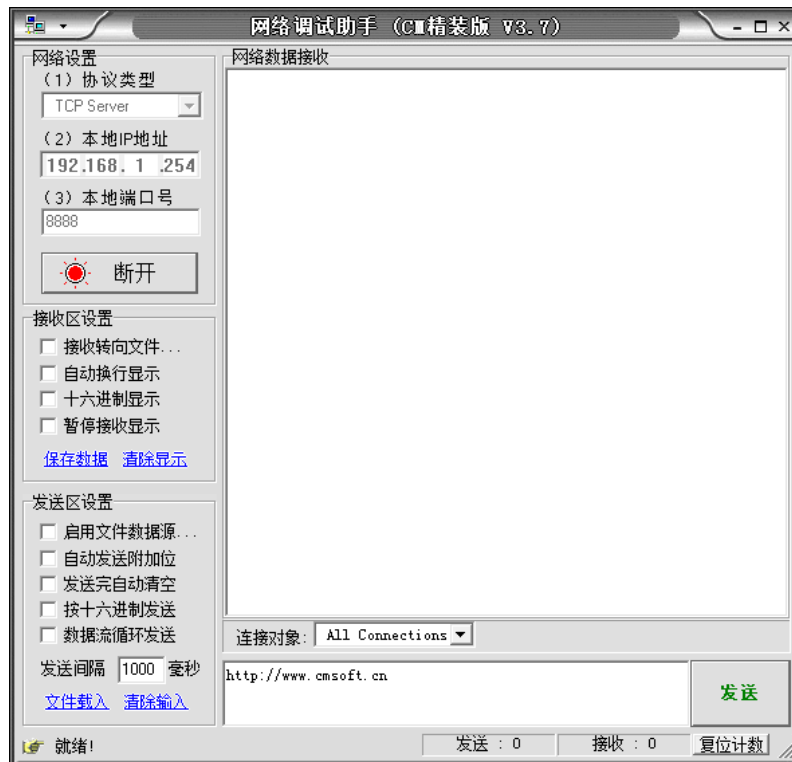 网络调试助手 (CM精装版 V3.7)
网络设置
(1) 协议类型
TCP Server
(2) 本地IP地址
192.168. 1 .254
(3) 本地端口号
8888
断开
接收区设置
接收转向文件...
自动换行显示
十六进制显示
暂停接收显示
保存数据 清除显示
发送区设置
启用文件数据源...
自动发送附加位
发送完自动清空
按十六进制发送
数据流循环发送
发送间隔 1000 毫秒
文件载入 清除输入
网络数据接收
连接对象: All Connections
http://www.cmsoft.cn
发送
就绪!
发送 : 0
接收 : 0
复位计数